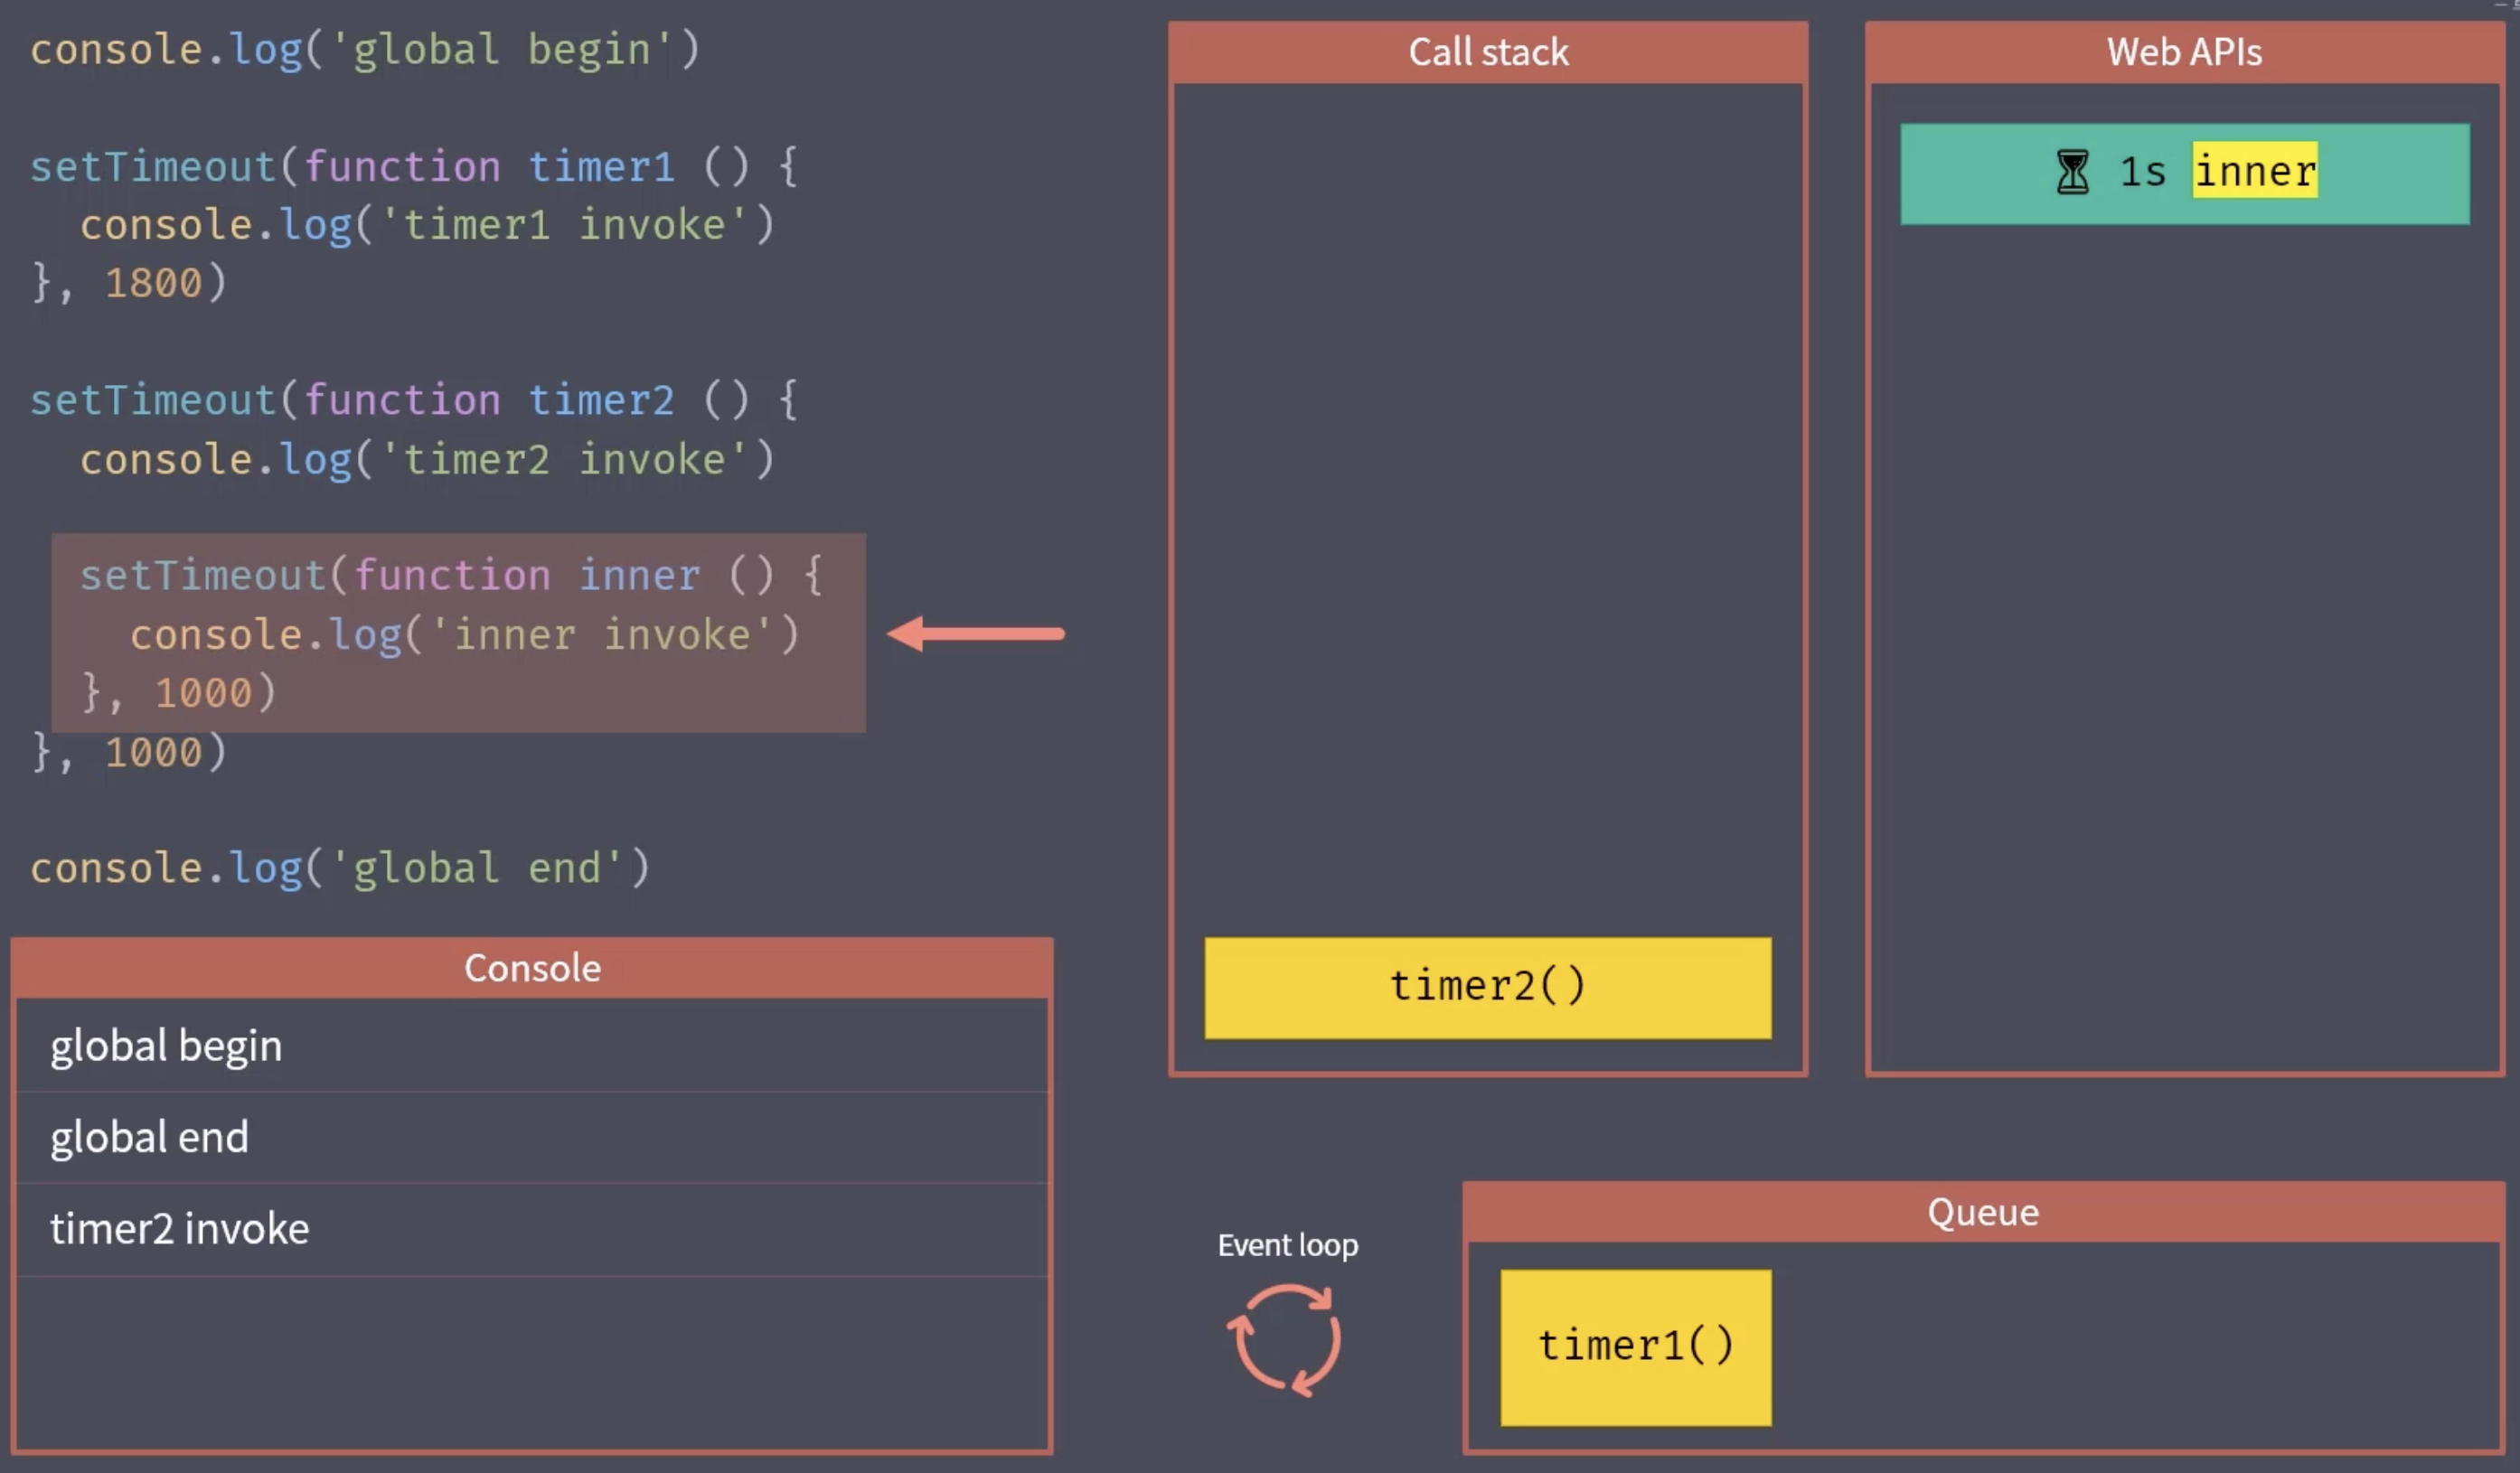 console.log('global begin')
setTimeout(function timer1 () {
  console.log('timer1 invoke')
}, 1800)
setTimeout(function timer2 () {
  console.log('timer2 invoke')
  setTimeout(function inner () {
    console.log('inner invoke')
  }, 1000)
}, 1000)
console.log('global end')
Console
global begin
global end
timer2 invoke
Call stack
timer2()
Web APIs
1s inner
Event loop
Queue
timer1()